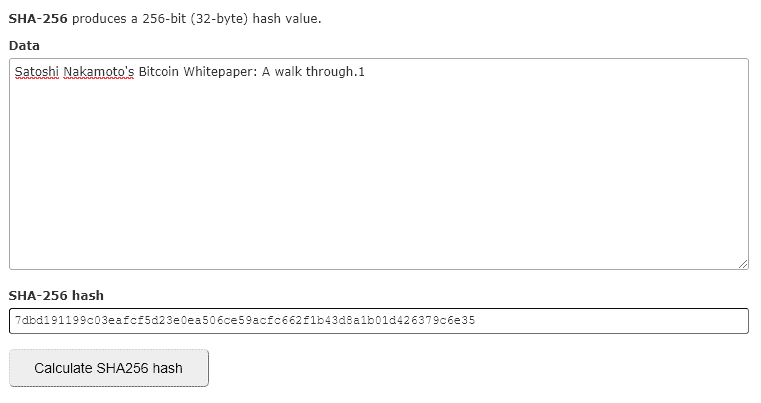 SHA-256 produces a 256-bit (32-byte) hash value.
Data
Satoshi Nakamoto's Bitcoin Whitepaper: A walk through.1
SHA-256 hash
7dbd191199c03eafcf5d23e0ea506ce59acfc662f1b43d8a1b01d426379c6e35
Calculate SHA256 hash